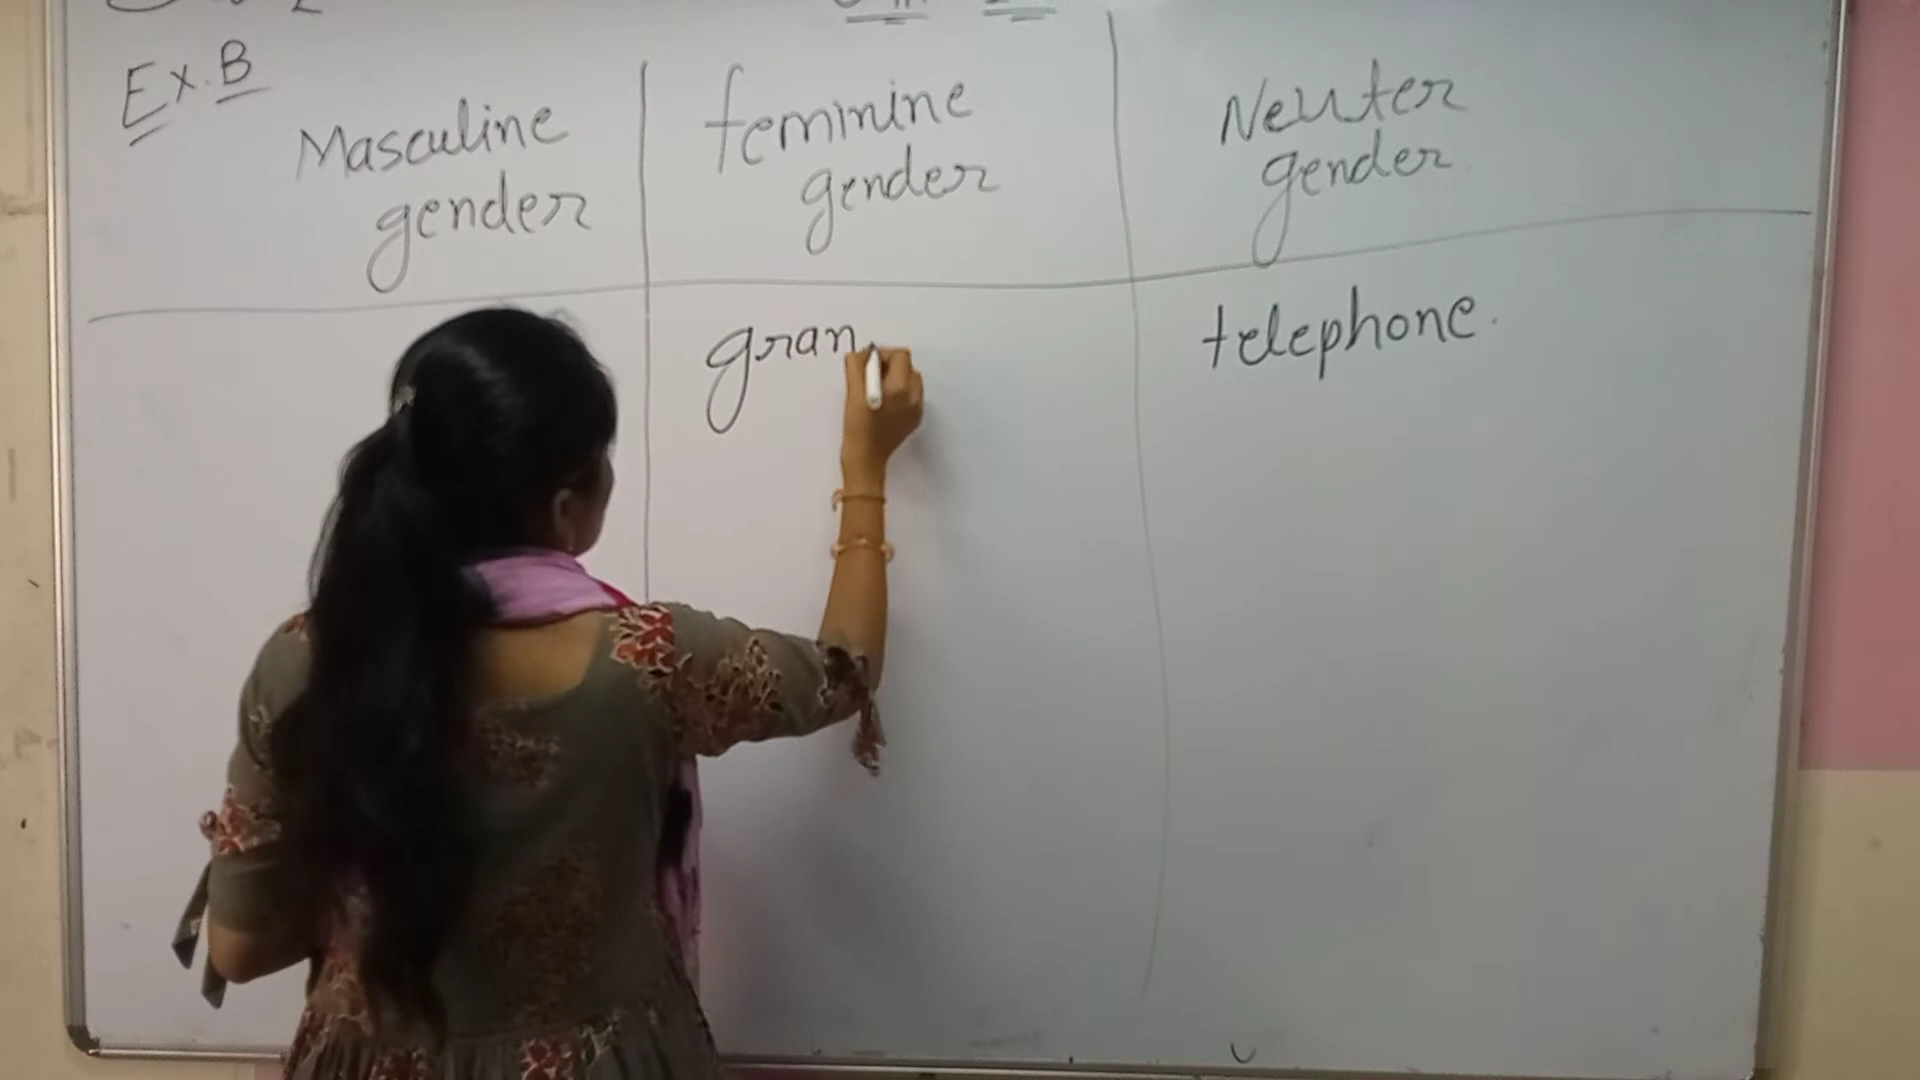 Ex. B
Masculine
gender
feminine
gender
Neuter
gender
gran
telephone